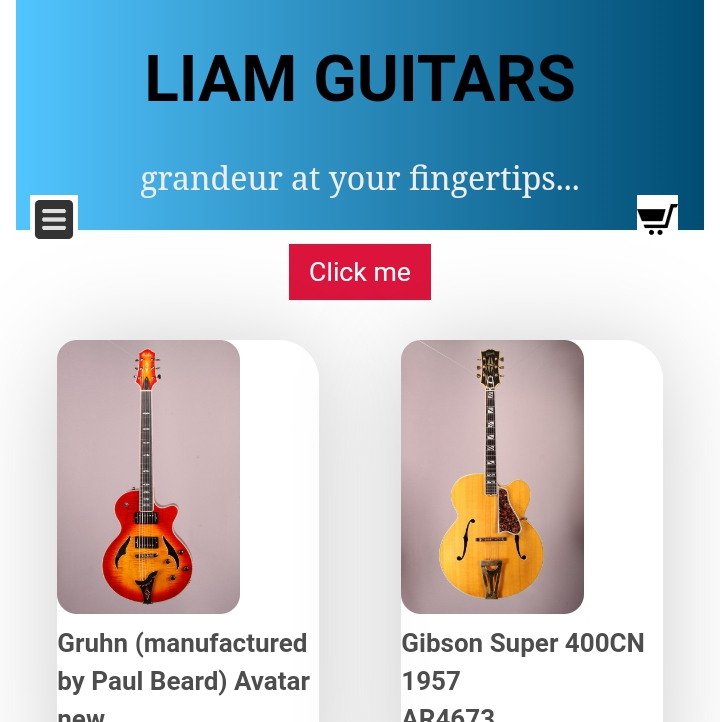 LIAM GUITARS
grandeur at your fingertips...
Click me
Gruhn (manufactured
by Paul Beard) Avatar
new
Gibson Super 400CN
1957
AR4673